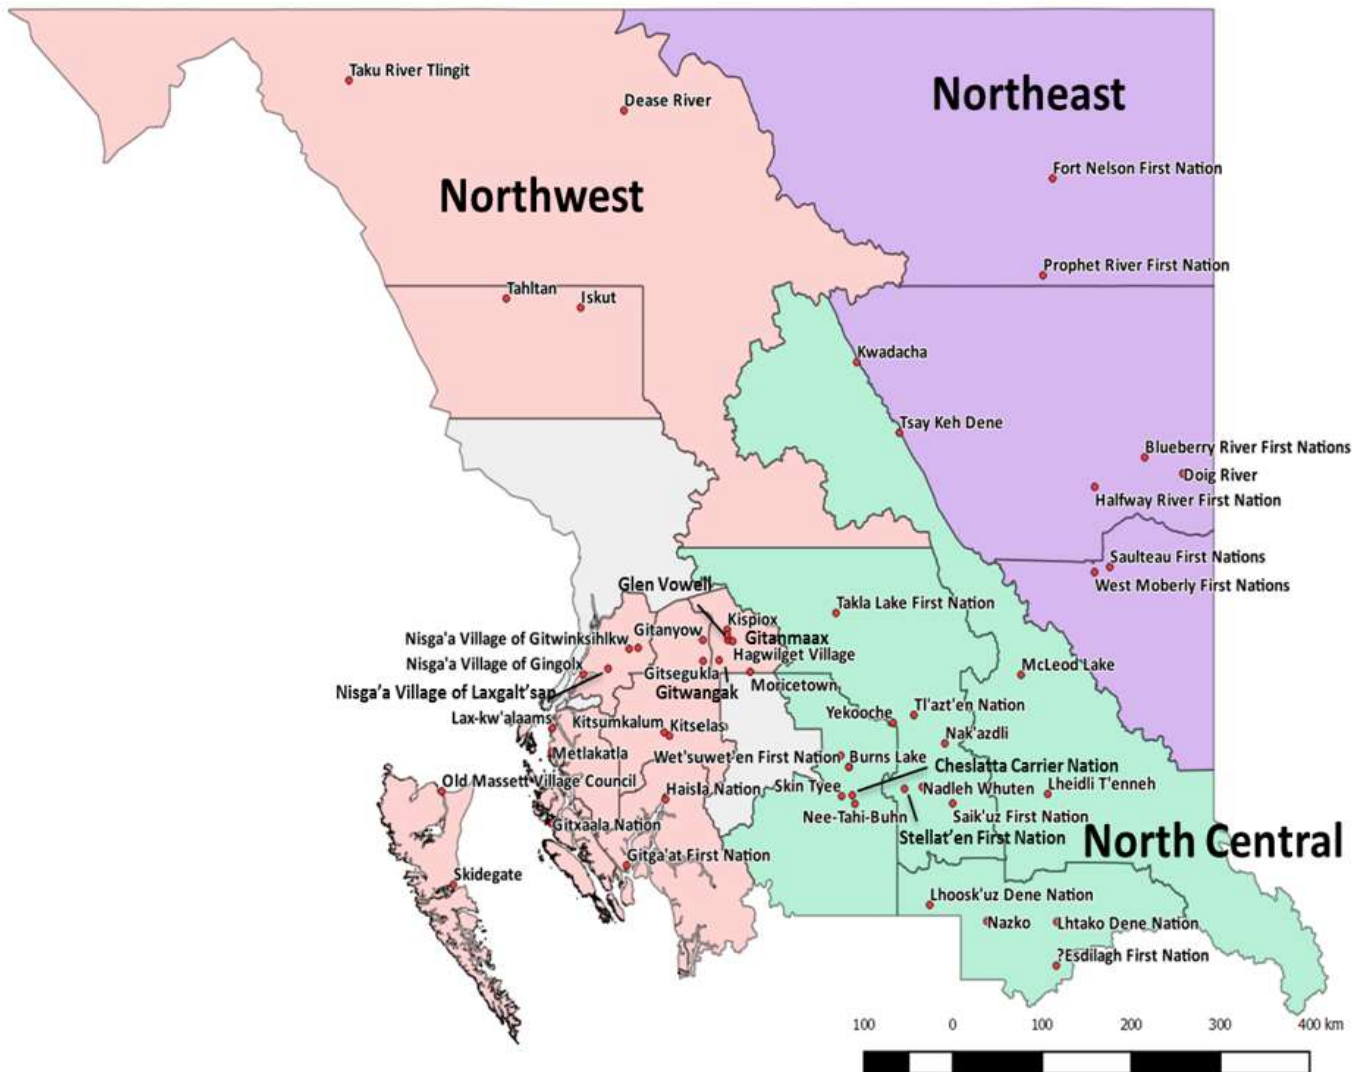 Taku River Tlingit
Dease River
Northeast
Fort Nelson First Nation
Northwest
Prophet River First Nation
Tahltan
Iskut
Kwadacha
Tsay Keh Dene
Blueberry River First Nations
Doig River
Halfway River First Nation
Saulteau First Nations
West Moberly First Nations
Glen Vowell
Takla Lake First Nation
Kispiox
Gitanyow
Nisga'a Village of Gitwinksihlkw
Gitanmaax
Hagwilget Village
Nisga'a Village of Gingolx
Gitsegukla
McLeod Lake
Moricetown
Nisga'a Village of Laxgalt'sap
Gitwangak
Tl'azt'en Nation
Yekooche
Lax-kw'alaams
Kitsumkalum
Kitselas
Nak'azdli
Metlakatla
Wet'suwet'en First Nation
Burns Lake
Cheslatta Carrier Nation
Old Massett Village Council
Haisla Nation
Skin Tyee
Nadleh Whuten
Lheidli T'enneh
Nee-Tahi-Buhn
Saik'uz First Nation
Gitxaala Nation
Stellat'en First Nation
North Central
Gitga'at First Nation
Skidegate
Lhoosk'uz Dene Nation
Nazko
Lhtako Dene Nation
?Esdilagh First Nation
100 0 100 200 300 400 km